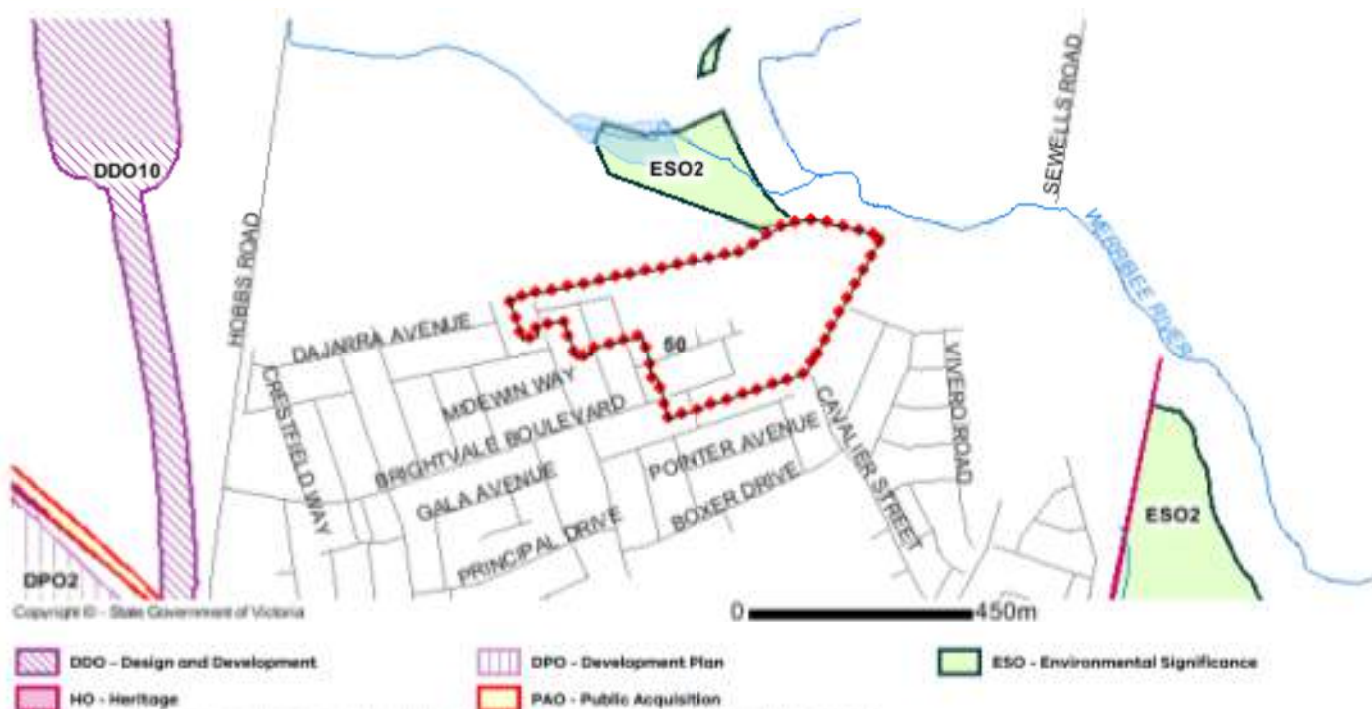 DDO10
ESO2
SEWELLS ROAD
HOBBS ROAD
WERRIBEE RIVER
DAJARRA AVENUE
50
VIVERO ROAD
MIDEWIN WAY
CRESTFIELD WAY
BRIGHTVALE BOULEVARD
CAVALIER STREET
POINTER AVENUE
GALA AVENUE
BOXER DRIVE
ESO2
PRINCIPAL DRIVE
DPO2
Copyright © - State Government of Victoria
0 450m
DDO - Design and Development
DPO - Development Plan
ESO - Environmental Significance
HO - Heritage
PAO - Public Acquisition